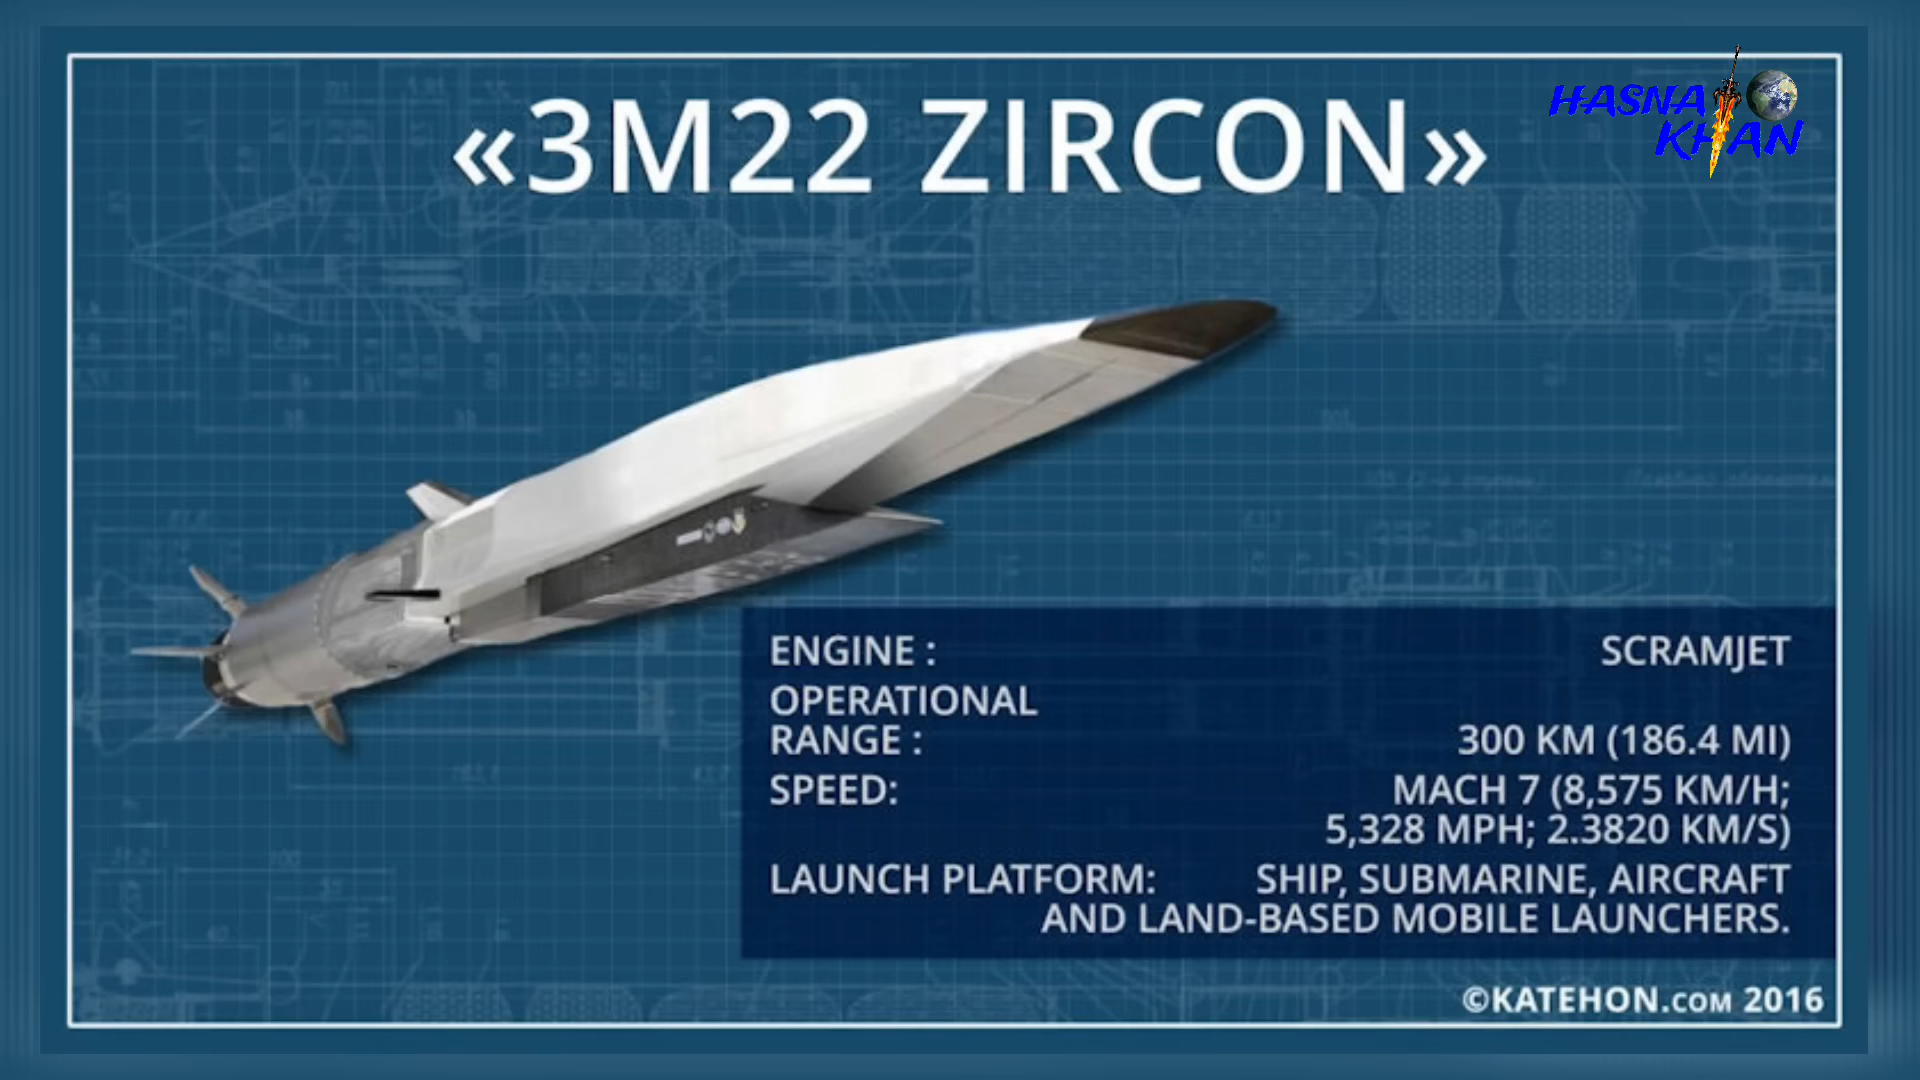 «3M22 ZIRCON»
HASNA
KHAN
ENGINE : SCRAMJET
OPERATIONAL
RANGE : 300 KM (186.4 MI)
SPEED: MACH 7 (8,575 KM/H;
5,328 MPH; 2.3820 KM/S)
LAUNCH PLATFORM: SHIP, SUBMARINE, AIRCRAFT
AND LAND-BASED MOBILE LAUNCHERS.
©KATEHON.COM 2016